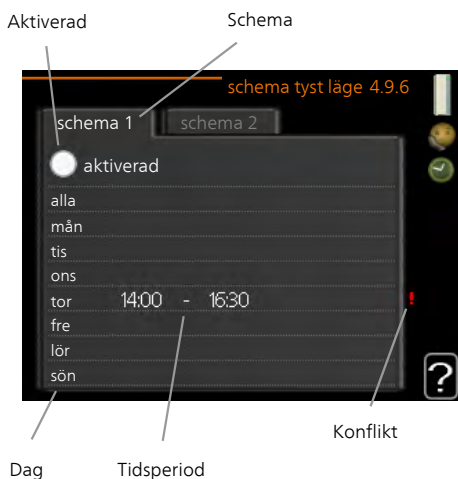 Aktiverad Schema
schema tyst läge 4.9.6
schema 1 schema 2
aktiverad
alla
mån
tis
ons
tor 14:00 - 16:30 !
fre
lör
sön
?
Konflikt
Dag Tidsperiod